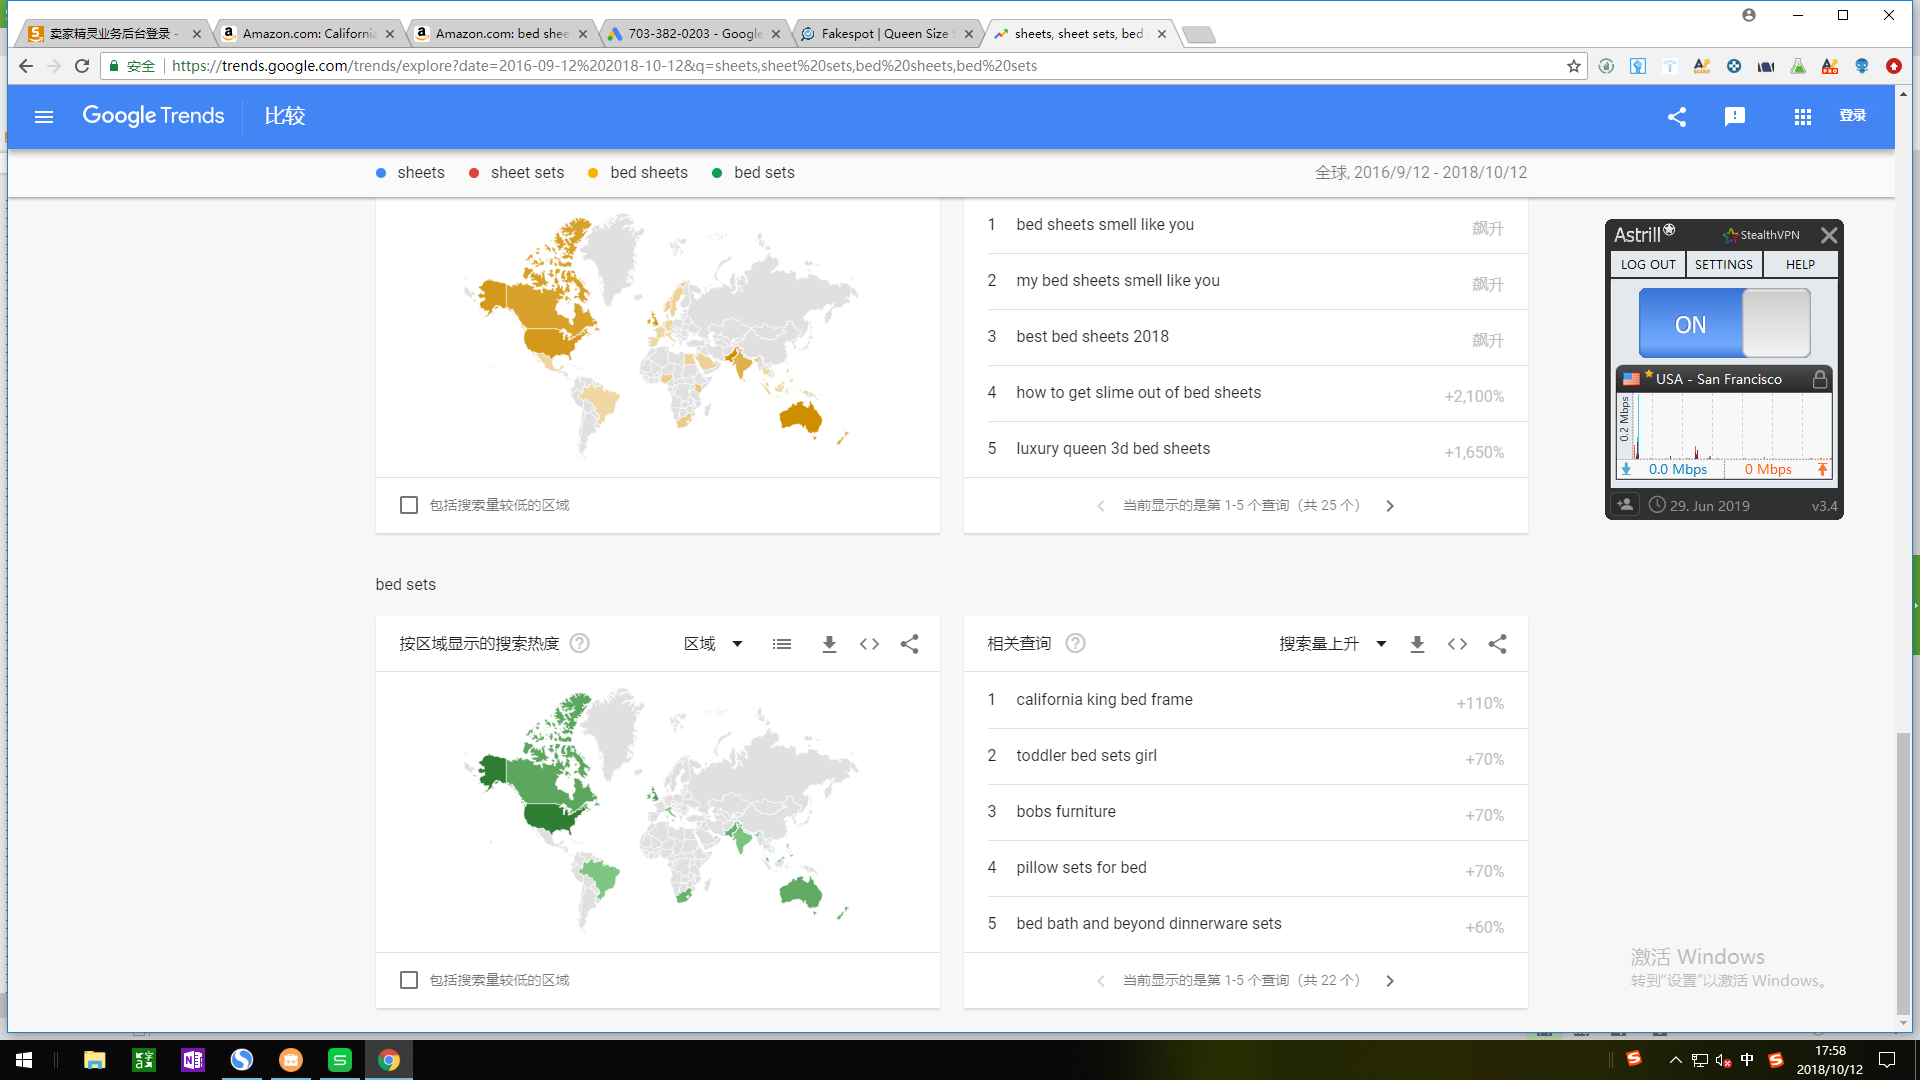 卖家精灵业务后台登录 -
Amazon.com: California
Amazon.com: bed shee
703-382-0203 - Google
Fakespot | Queen Size S
sheets, sheet sets, bed
安全
https://trends.google.com/trends/explore?date=2016-09-12%202018-10-12&q=sheets,sheet%20sets,bed%20sheets,bed%20sets
Google Trends
比较
登录
sheets
sheet sets
bed sheets
bed sets
全球, 2016/9/12 - 2018/10/12
1 bed sheets smell like you 飙升
2 my bed sheets smell like you 飙升
3 best bed sheets 2018 飙升
4 how to get slime out of bed sheets +2,100%
5 luxury queen 3d bed sheets +1,650%
包括搜索量较低的区域
当前显示的是第 1-5 个查询（共 25 个）
Astrill
StealthVPN
LOG OUT
SETTINGS
HELP
ON
USA - San Francisco
0.2 Mbps
0.0 Mbps
0 Mbps
29. Jun 2019
v3.4
bed sets
按区域显示的搜索热度
区域
相关查询
搜索量上升
1 california king bed frame +110%
2 toddler bed sets girl +70%
3 bobs furniture +70%
4 pillow sets for bed +70%
5 bed bath and beyond dinnerware sets +60%
包括搜索量较低的区域
当前显示的是第 1-5 个查询（共 22 个）
激活 Windows
转到“设置”以激活 Windows。
中
17:58
2018/10/12